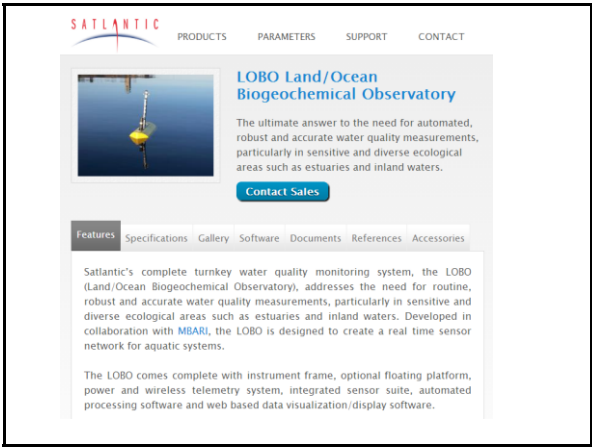 SATLANTIC
PRODUCTS PARAMETERS SUPPORT CONTACT
LOBO Land/Ocean
Biogeochemical Observatory
The ultimate answer to the need for automated,
robust and accurate water quality measurements,
particularly in sensitive and diverse ecological
areas such as estuaries and inland waters.
Contact Sales
Features Specifications Gallery Software Documents References Accessories
Satlantic's complete turnkey water quality monitoring system, the LOBO
(Land/Ocean Biogeochemical Observatory), addresses the need for routine,
robust and accurate water quality measurements, particularly in sensitive and
diverse ecological areas such as estuaries and inland waters. Developed in
collaboration with MBARI, the LOBO is designed to create a real time sensor
network for aquatic systems.
The LOBO comes complete with instrument frame, optional floating platform,
power and wireless telemetry system, integrated sensor suite, automated
processing software and web based data visualization/display software.